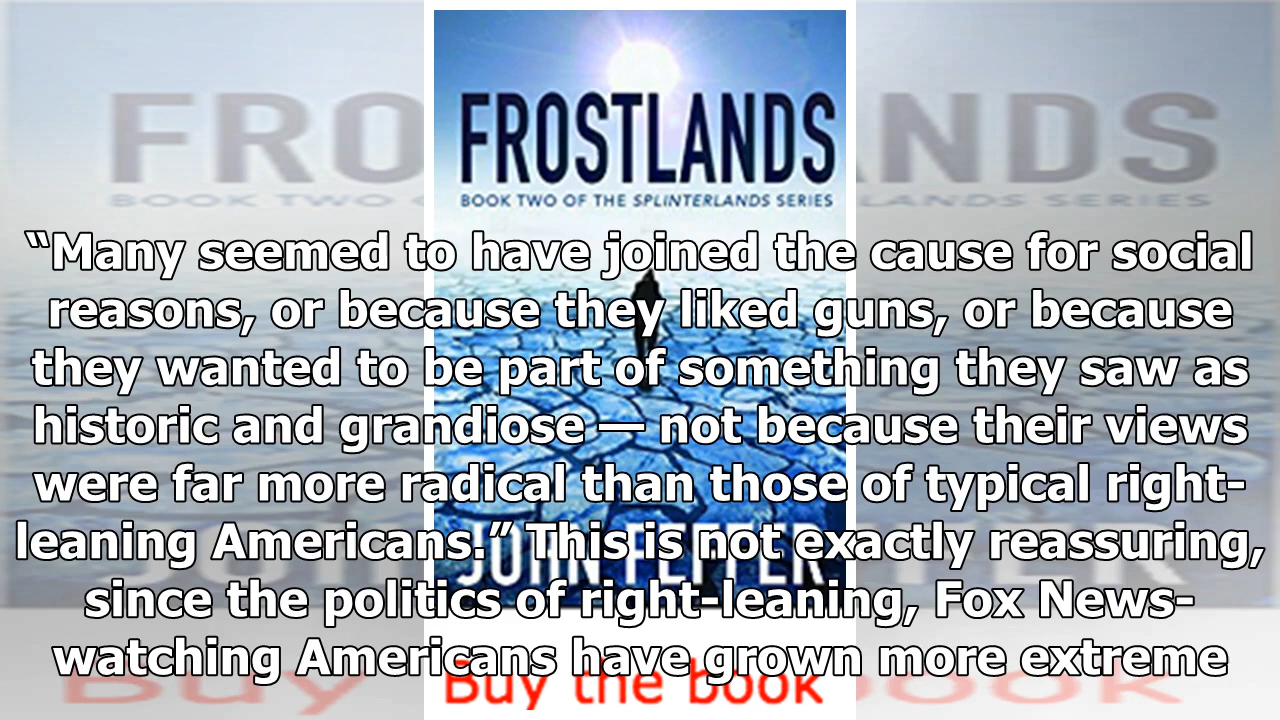 FROSTLANDS
BOOK TWO OF THE SPLINTERLANDS SERIES
“Many seemed to have joined the cause for social
reasons, or because they liked guns, or because
they wanted to be part of something they saw as
historic and grandiose — not because their views
were far more radical than those of typical right-
leaning Americans.” This is not exactly reassuring,
since the politics of right-leaning, Fox News-
watching Americans have grown more extreme
JOHN FEFFER
Buy the book